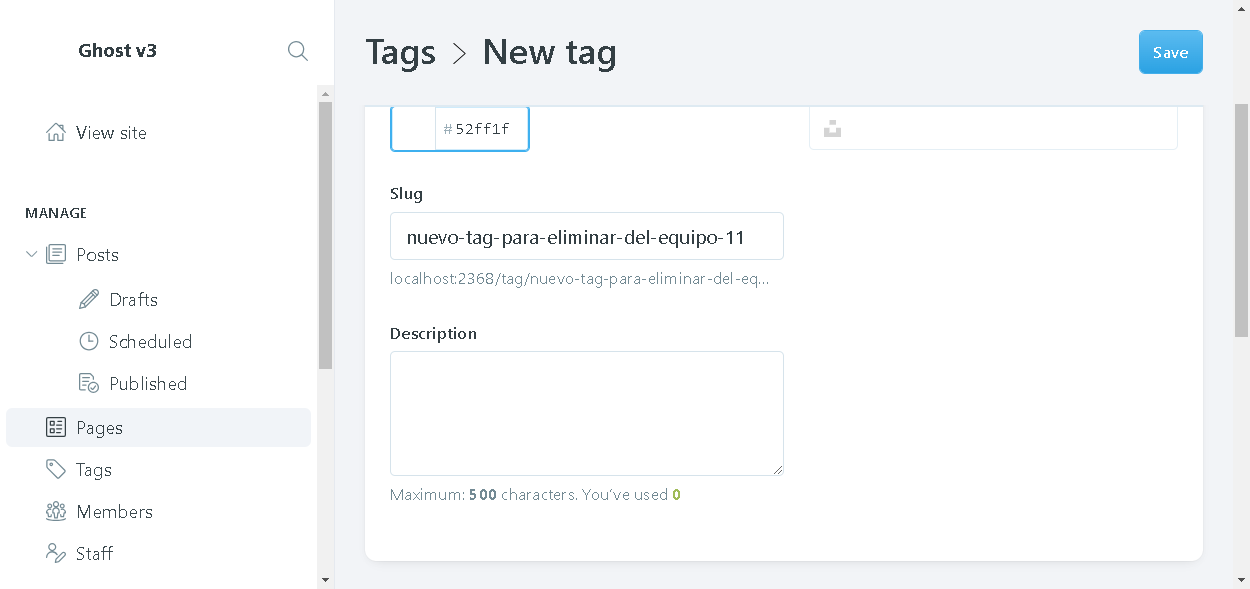 Ghost v3
View site
MANAGE
Posts
Drafts
Scheduled
Published
Pages
Tags
Members
Staff
Tags > New tag
Save
#52ff1f
Slug
nuevo-tag-para-eliminar-del-equipo-11
localhost:2368/tag/nuevo-tag-para-eliminar-del-eq...
Description
Maximum: 500 characters. You've used 0